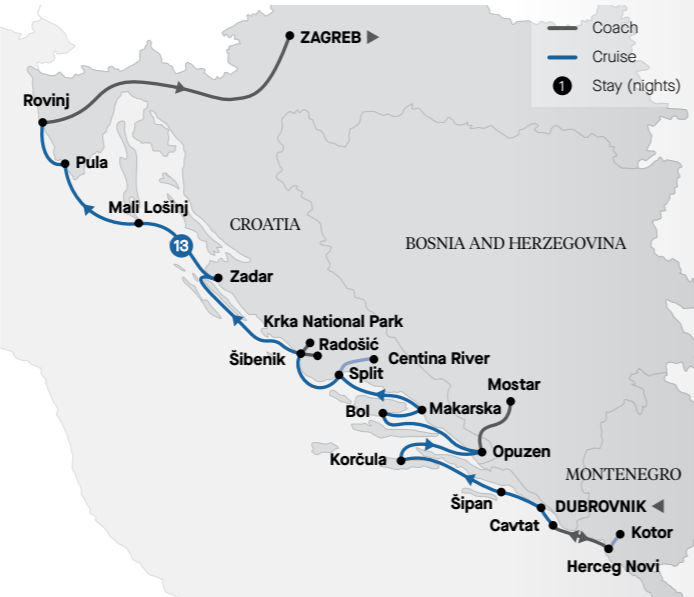 ZAGREB
Coach
Cruise
1 Stay (nights)
Rovinj
Pula
Mali Lošinj
CROATIA
BOSNIA AND HERZEGOVINA
13
Zadar
Krka National Park
Radošić
Šibenik
Centina River
Split
Mostar
Bol
Makarska
Opuzen
Korčula
MONTENEGRO
Šipan
DUBROVNIK
Cavtat
Kotor
Herceg Novi